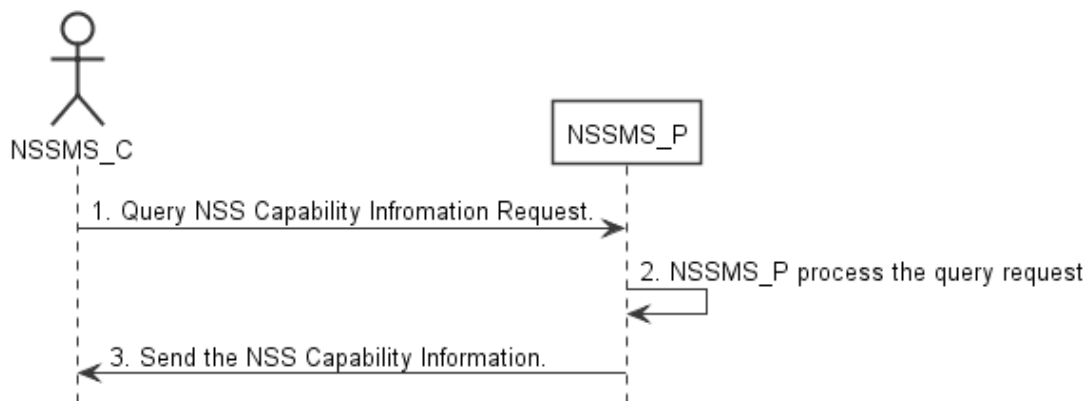 NSSMS_C
NSSMS_P
1. Query NSS Capability Infromation Request.
2. NSSMS_P process the query request
3. Send the NSS Capability Information.